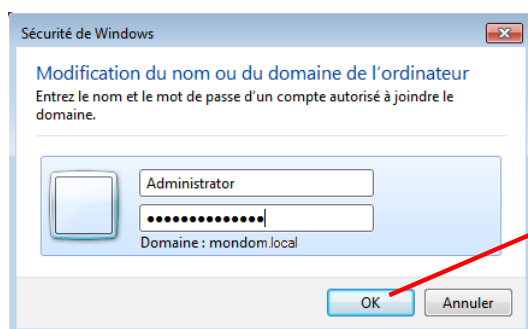 Sécurité de Windows
Modification du nom ou du domaine de l'ordinateur
Entrez le nom et le mot de passe d'un compte autorisé à joindre le
domaine.
Administrator
●●●●●●●●●●●●●●
Domaine : mondom.local
OK
Annuler